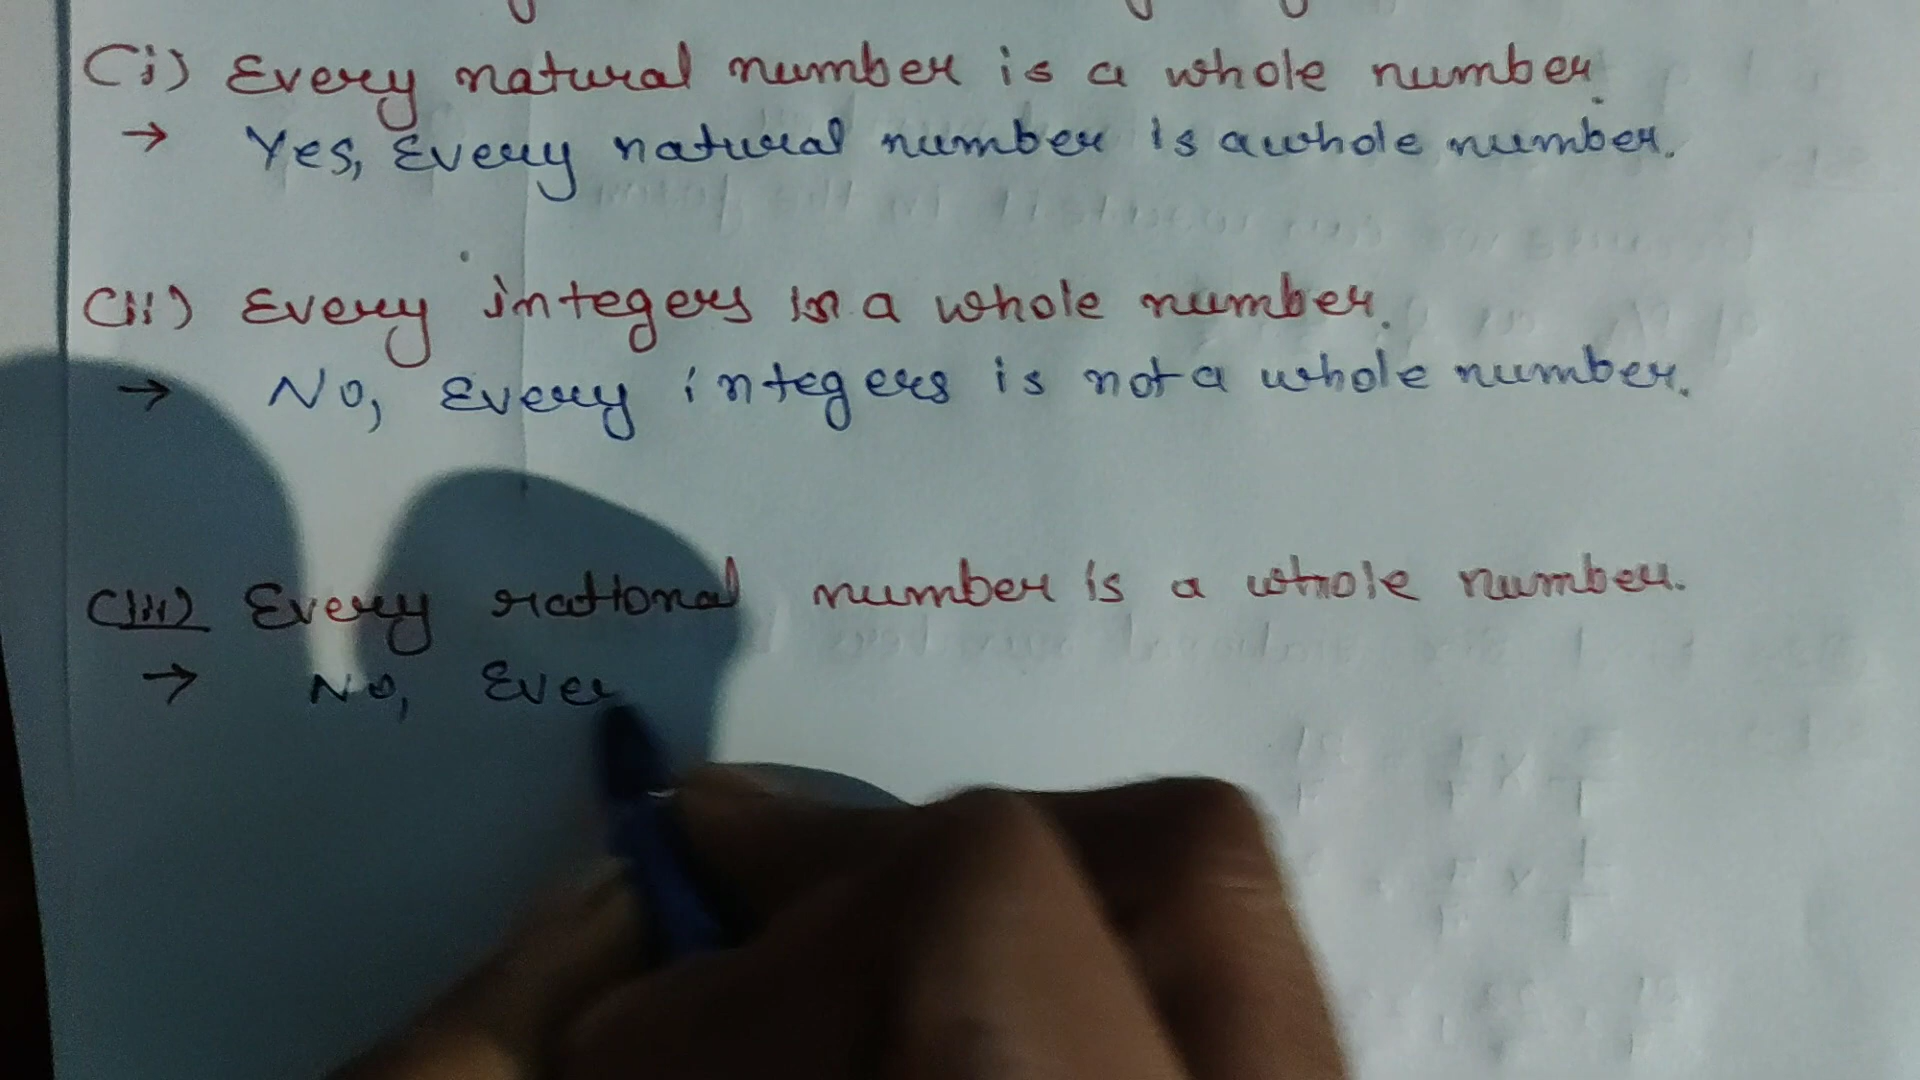 (i) Every natural number is a whole number.
→ Yes, Every natural number is a whole number.
(ii) Every integers is a whole number.
→ No, Every integers is not a whole number.
(iii) Every rational number is a whole number.
→ No, Ever